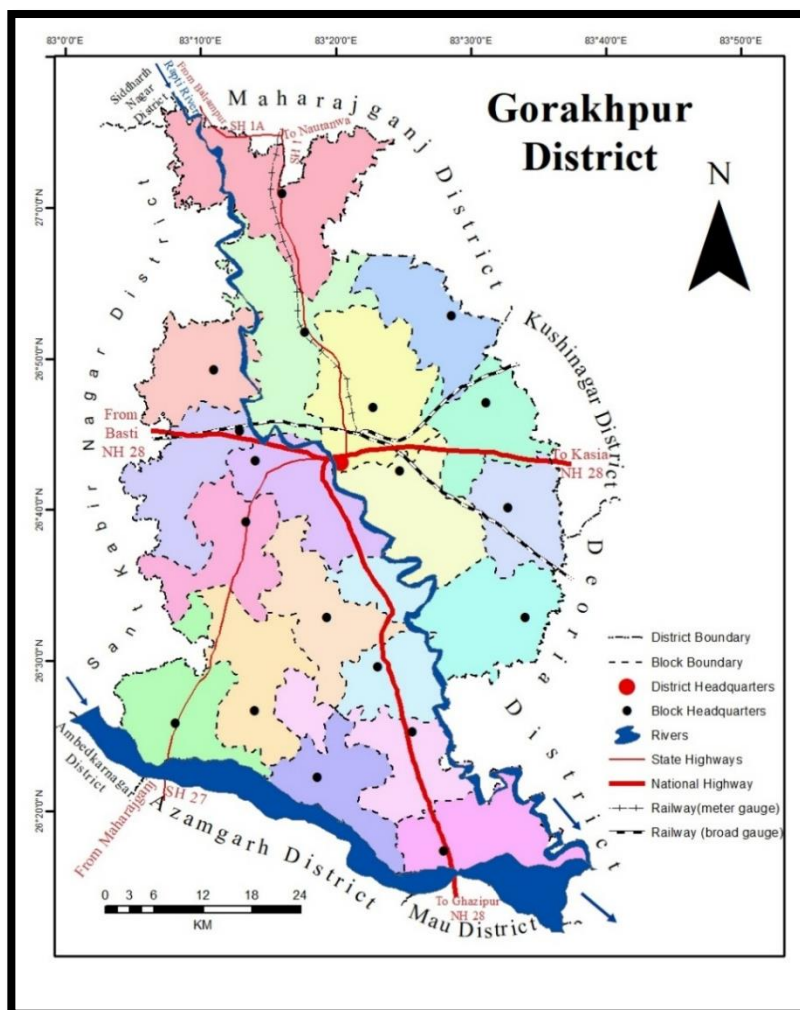 83°0'0"E
83°10'0"E
83°20'0"E
83°30'0"E
83°40'0"E
83°50'0"E
Gorakhpur
District
N
Siddharth
Nagar
District
Rapti River
From Balrampur
SH 1A
To Nautanwa
SH 1
Maharajganj District
Kushinagar District
Deoria District
Sant Kabir Nagar District
27°0'0"N
26°50'0"N
26°40'0"N
26°30'0"N
26°20'0"N
From
Basti
NH 28
To Kasia
NH 28
Ambedkarnagar
District
SH 27
From Maharajganj
Azamgarh District
To Ghazipur
NH 28
Mau District
District Boundary
Block Boundary
District Headquarters
Block Headquarters
Rivers
State Highways
National Highway
Railway(meter gauge)
Railway (broad gauge)
0 3 6 12 18 24
KM